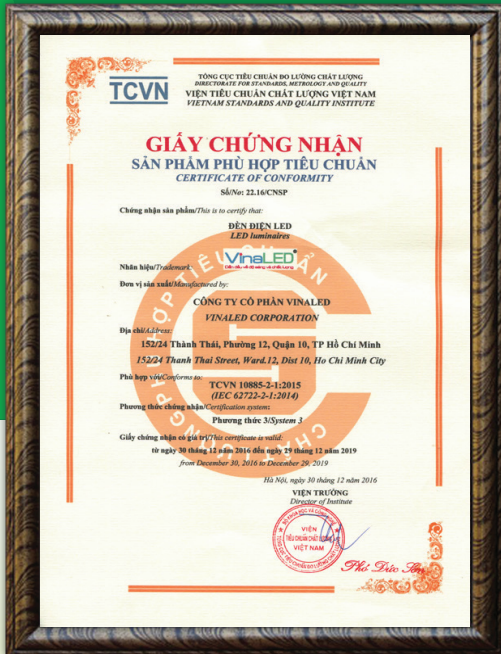 TCVN
TỔNG CỤC TIÊU CHUẨN ĐO LƯỜNG CHẤT LƯỢNG
DIRECTORATE FOR STANDARDS, METROLOGY AND QUALITY
VIỆN TIÊU CHUẨN CHẤT LƯỢNG VIỆT NAM
VIETNAM STANDARDS AND QUALITY INSTITUTE
GIẤY CHỨNG NHẬN
SẢN PHẨM PHÙ HỢP TIÊU CHUẨN
CERTIFICATE OF CONFORMITY
Số/No: 22.16/CNSP
Chứng nhận sản phẩm/This is to certify that:
ĐÈN ĐIỆN LED
LED luminaires
Nhãn hiệu/Trademark:
VinaLED
Đơn vị sản xuất/Manufactured by:
CÔNG TY CỔ PHẦN VINALED
VINALED CORPORATION
Địa chỉ/Address:
152/24 Thành Thái, Phường 12, Quận 10, TP Hồ Chí Minh
152/24 Thanh Thai Street, Ward.12, Dist 10, Ho Chi Minh City
Phù hợp với/Conforms to:
TCVN 10885-2-1:2015
(IEC 62722-2-1:2014)
Phương thức chứng nhận/Certification system:
Phương thức 3/System 3
Giấy chứng nhận có giá trị/This certificate is valid:
từ ngày 30 tháng 12 năm 2016 đến ngày 29 tháng 12 năm 2019
from December 30, 2016 to December 29, 2019
Hà Nội, ngày 30 tháng 12 năm 2016
VIỆN TRƯỞNG
Director of Institute
VIỆN
TIÊU CHUẨN CHẤT LƯỢNG
VIỆT NAM
Phó Đức Sơn